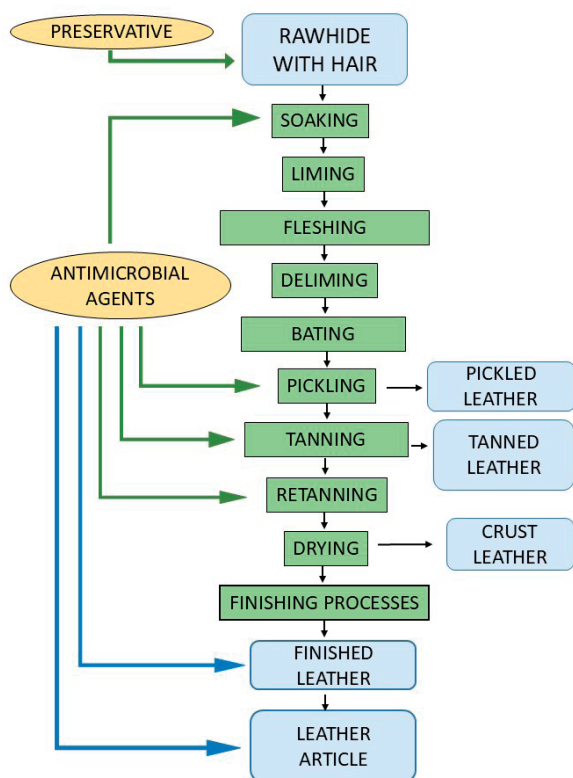 PRESERVATIVE
RAWHIDE
WITH HAIR
SOAKING
LIMING
FLESHING
ANTIMICROBIAL
AGENTS
DELIMING
BATING
PICKLING
PICKLED
LEATHER
TANNING
TANNED
LEATHER
RETANNING
DRYING
CRUST
LEATHER
FINISHING PROCESSES
FINISHED
LEATHER
LEATHER
ARTICLE